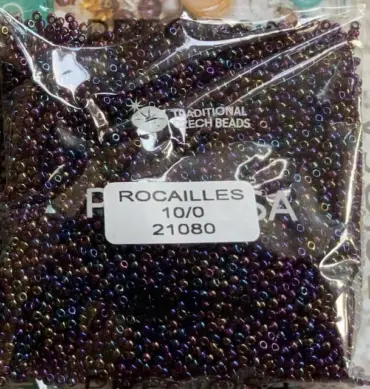 TRADITIONAL
CZECH BEADS
ROCAILLES
10/0
21080